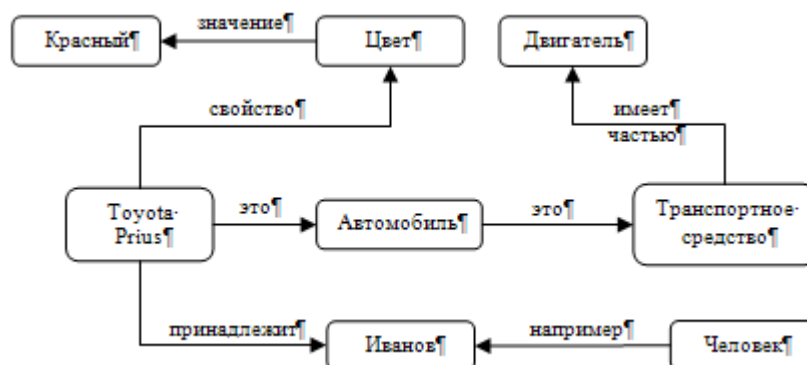 значение¶
Красный¶
Цвет¶
Двигатель¶
свойство¶
имеет¶
частью¶
Toyota·
Prius¶
это¶
Автомобиль¶
это¶
Транспортное·
средство¶
принадлежит¶
Иванов¶
например¶
Человек¶